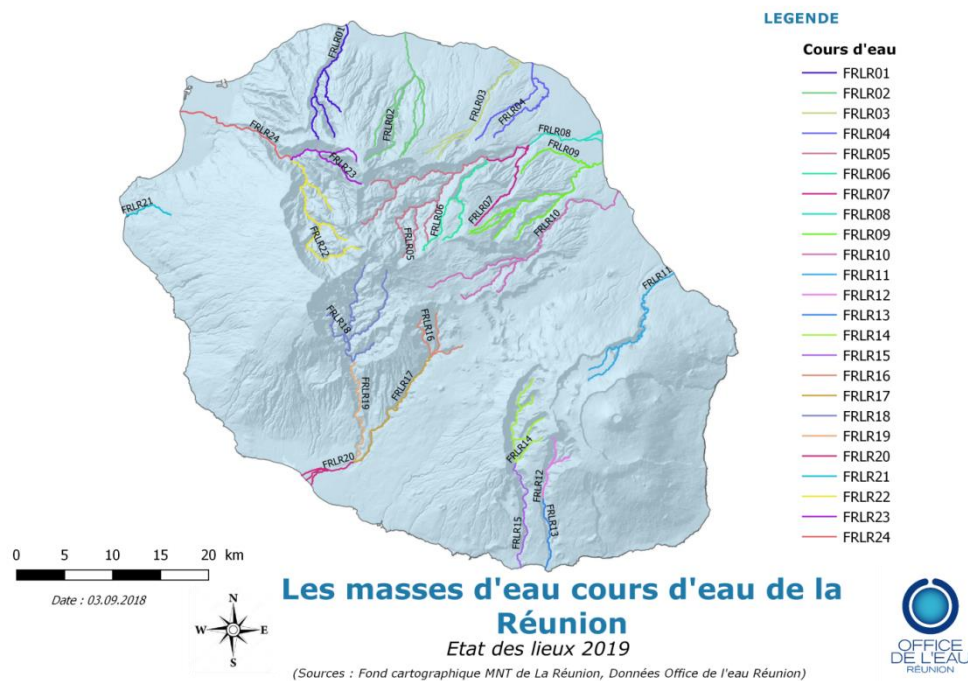 LEGENDE
Cours d'eau
FRLR01
FRLR02
FRLR03
FRLR04
FRLR05
FRLR06
FRLR07
FRLR08
FRLR09
FRLR10
FRLR11
FRLR12
FRLR13
FRLR14
FRLR15
FRLR16
FRLR17
FRLR18
FRLR19
FRLR20
FRLR21
FRLR22
FRLR23
FRLR24
FRLR01
FRLR02
FRLR03
FRLR04
FRLR24
FRLR23
FRLR08
FRLR09
FRLR21
FRLR22
FRLR05
FRLR06
FRLR07
FRLR10
FRLR11
FRLR18
FRLR16
FRLR19
FRLR17
FRLR20
FRLR14
FRLR12
FRLR15
FRLR13
0 5 10 15 20 km
Date : 03.09.2018
N
W E
S
Les masses d'eau cours d'eau de la
Réunion
Etat des lieux 2019
(Sources : Fond cartographique MNT de La Réunion, Données Office de l'eau Réunion)
OFFICE
DE L'EAU
RÉUNION